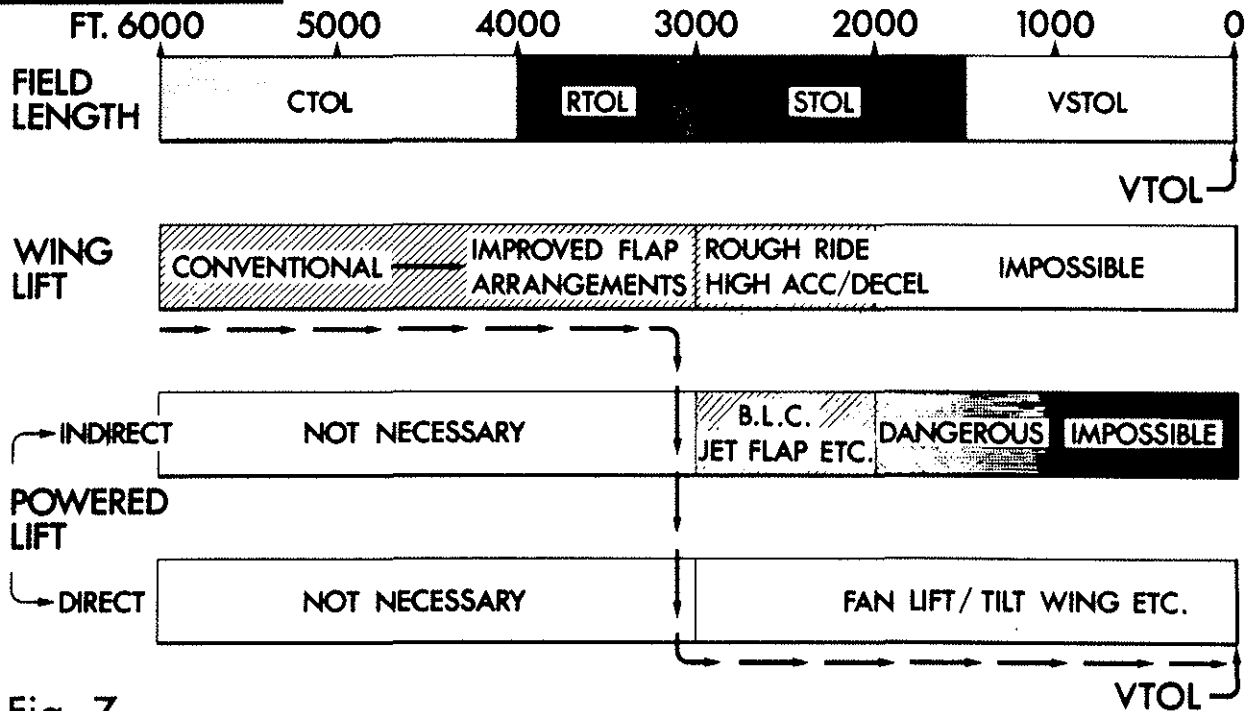 FT. 6000 5000 4000 3000 2000 1000 0
FIELD
LENGTH
CTOL RTOL STOL VSTOL
VTOL
WING
LIFT
CONVENTIONAL
IMPROVED FLAP
ARRANGEMENTS
ROUGH RIDE
HIGH ACC/DECEL
IMPOSSIBLE
POWERED
LIFT
INDIRECT
NOT NECESSARY
B.L.C.
JET FLAP ETC.
DANGEROUS
IMPOSSIBLE
DIRECT
NOT NECESSARY
FAN LIFT/ TILT WING ETC.
VTOL
Fig. 7